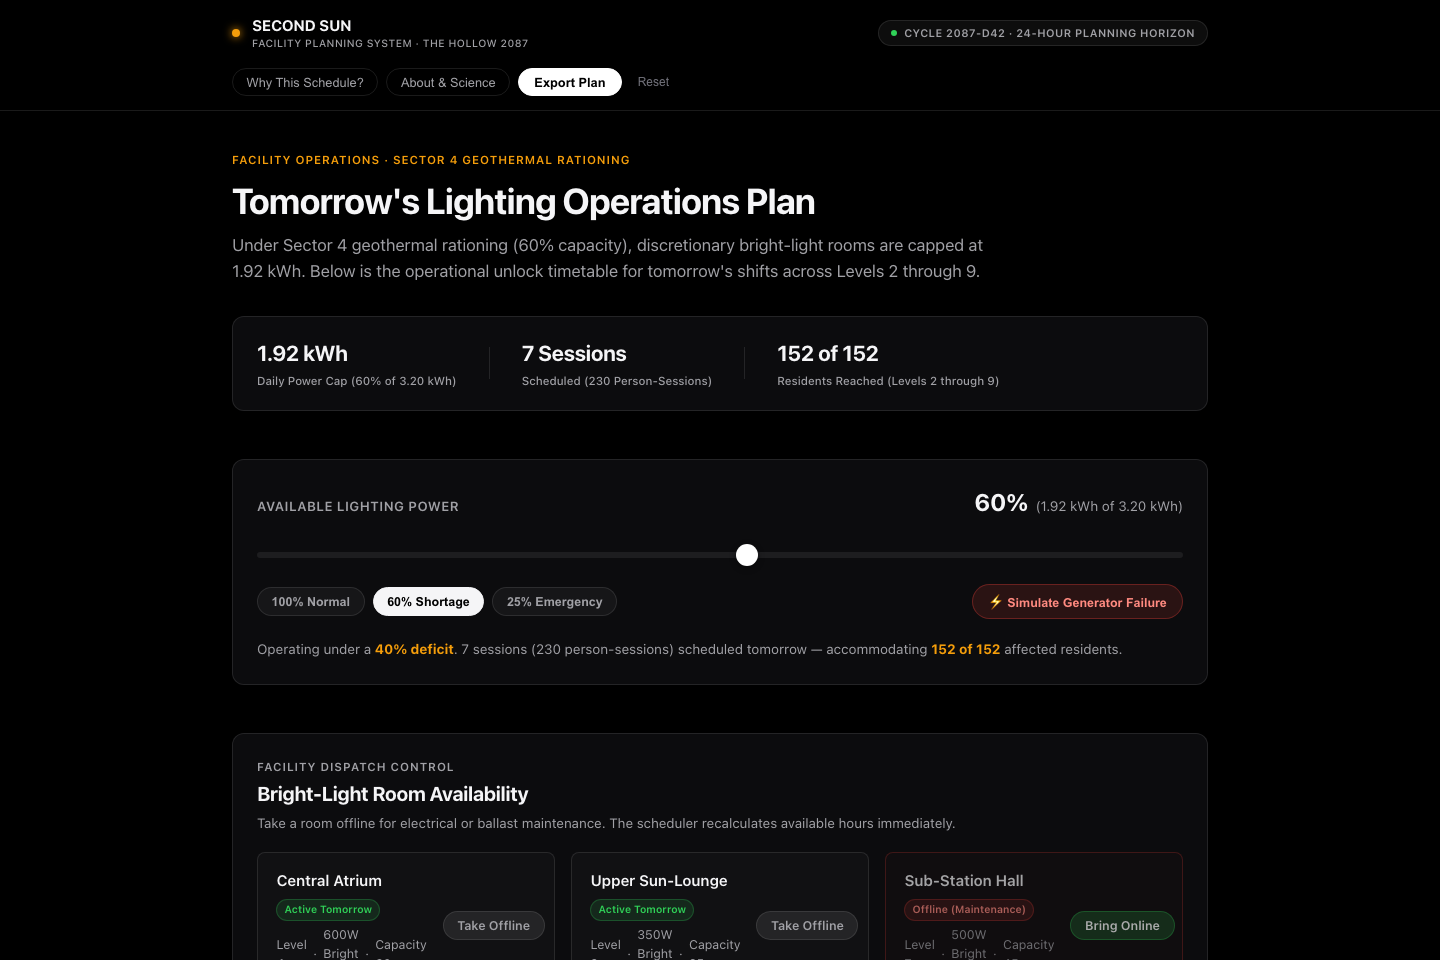 SECOND SUN
FACILITY PLANNING SYSTEM · THE HOLLOW 2087
CYCLE 2087-D42 · 24-HOUR PLANNING HORIZON
Why This Schedule?
About & Science
Export Plan
Reset
FACILITY OPERATIONS · SECTOR 4 GEOTHERMAL RATIONING
Tomorrow's Lighting Operations Plan
Under Sector 4 geothermal rationing (60% capacity), discretionary bright-light rooms are capped at
1.92 kWh. Below is the operational unlock timetable for tomorrow's shifts across Levels 2 through 9.
1.92 kWh
Daily Power Cap (60% of 3.20 kWh)
7 Sessions
Scheduled (230 Person-Sessions)
152 of 152
Residents Reached (Levels 2 through 9)
AVAILABLE LIGHTING POWER
60% (1.92 kWh of 3.20 kWh)
100% Normal
60% Shortage
25% Emergency
⚡ Simulate Generator Failure
Operating under a 40% deficit. 7 sessions (230 person-sessions) scheduled tomorrow — accommodating 152 of 152 affected residents.
FACILITY DISPATCH CONTROL
Bright-Light Room Availability
Take a room offline for electrical or ballast maintenance. The scheduler recalculates available hours immediately.
Central Atrium
Active Tomorrow
Level · 600W Bright · Capacity
Take Offline
Upper Sun-Lounge
Active Tomorrow
Level · 350W Bright · Capacity
Take Offline
Sub-Station Hall
Offline (Maintenance)
Level · 500W Bright · Capacity
Bring Online